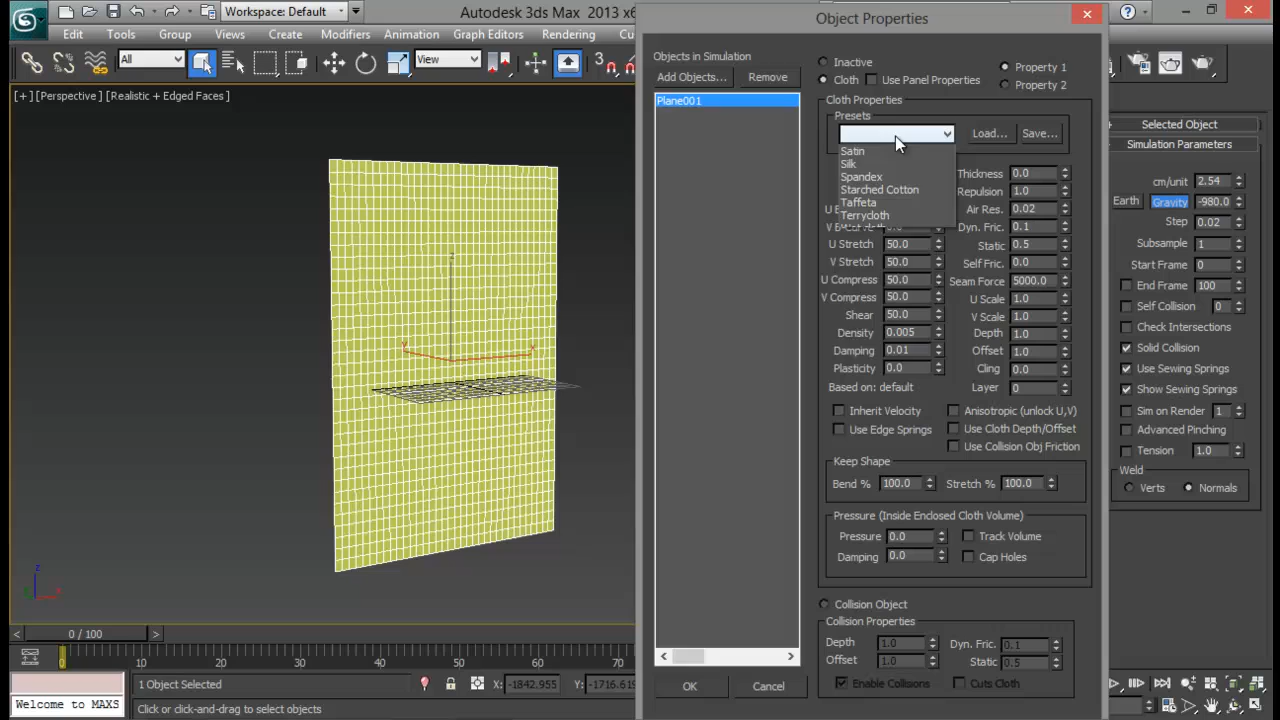 Workspace: Default
Autodesk 3ds Max 2013 x6
Object Properties
Edit Tools Group Views Create Modifiers Animation Graph Editors Rendering Cu
All
View
3
[+] [Perspective] [Realistic + Edged Faces]
z
Y
x
z
x
Objects in Simulation
Add Objects... Remove
Plane001
Inactive
Cloth
Use Panel Properties
Property 1
Property 2
Cloth Properties
Presets
Load... Save...
Satin
Silk
Spandex
Starched Cotton
Taffeta
Terrycloth
Thickness 0.0
Repulsion 1.0
Air Res. 0.02
Dyn. Fric. 0.1
U Stretch 50.0 Static 0.5
V Stretch 50.0 Self Fric. 0.0
U Compress 50.0 Seam Force 5000.0
V Compress 50.0 U Scale 1.0
Shear 50.0 V Scale 1.0
Density 0.005 Depth 1.0
Damping 0.01 Offset 1.0
Plasticity 0.0 Cling 0.0
Based on: default Layer 0
Inherit Velocity Anisotropic (unlock U,V)
Use Edge Springs Use Cloth Depth/Offset
Use Collision Obj Friction
Keep Shape
Bend % 100.0 Stretch % 100.0
Pressure (Inside Enclosed Cloth Volume)
Pressure 0.0 Track Volume
Damping 0.0 Cap Holes
Collision Object
Collision Properties
Depth 1.0 Dyn. Fric. 0.1
Offset 1.0 Static 0.5
Enable Collisions Cuts Cloth
OK Cancel
Selected Object
Simulation Parameters
cm/unit 2.54
Earth Gravity -980.0
Step 0.02
Subsample 1
Start Frame 0
End Frame 100
Self Collision 0
Check Intersections
Solid Collision
Use Sewing Springs
Show Sewing Springs
Sim on Render 1
Advanced Pinching
Tension 1.0
Weld
Verts Normals
< 0 / 100 >
0 10 20 30 40 50 60 70
1 Object Selected X: -1842.955 Y: -1716.619
Welcome to MAXS Click or click-and-drag to select objects